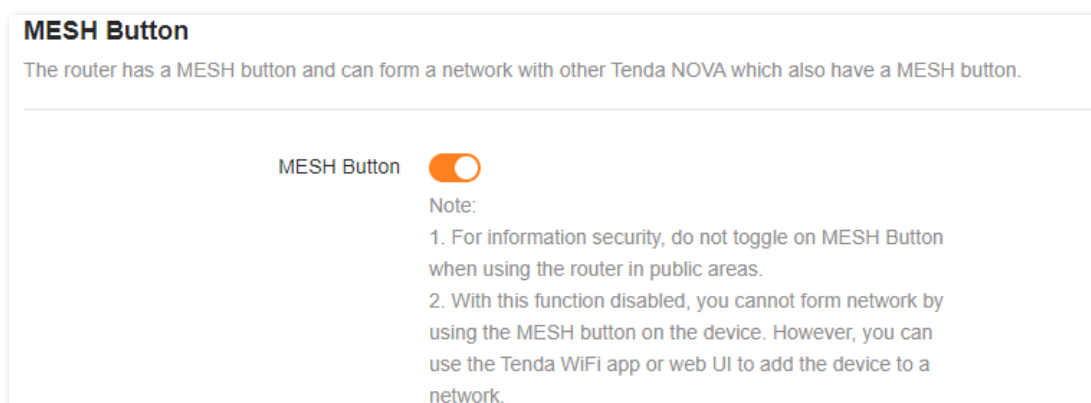 MESH Button
The router has a MESH button and can form a network with other Tenda NOVA which also have a MESH button.
MESH Button
Note:
1. For information security, do not toggle on MESH Button
when using the router in public areas.
2. With this function disabled, you cannot form network by
using the MESH button on the device. However, you can
use the Tenda WiFi app or web UI to add the device to a
network.